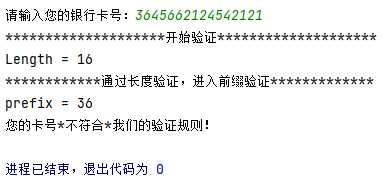 请输入您的银行卡号：3645662124542121
********************开始验证********************
Length = 16
************通过长度验证，进入前缀验证*************
prefix = 36
您的卡号*不符合*我们的验证规则！
进程已结束，退出代码为 0